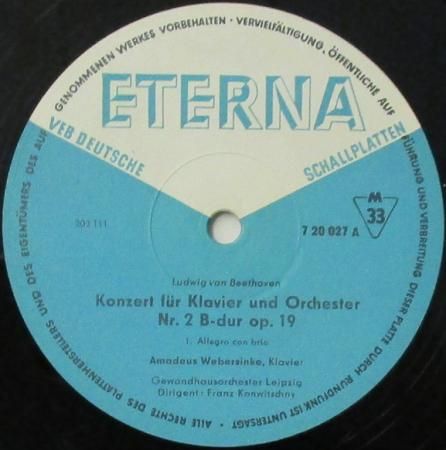 GENOMMENEN WERKES VORBEHALTEN · VERVIELFÄLTIGUNG, ÖFFENTLICHE AUF
FÜHRUNG UND VERBREITUNG DIESER PLATTE DURCH RUNDFUNK IST UNTERSAGT · ALLE RECHTE DES PLATTENHERSTELLERS UND DES EIGENTÜMERS DES AUF
ETERNA
VEB DEUTSCHE
SCHALLPLATTEN
M
33
7 20 027 A
Ludwig van Beethoven
Konzert für Klavier und Orchester
Nr. 2 B-dur op. 19
1. Allegro con brio
Amadeus Webersinke, Klavier
Gewandhausorchester Leipzig
Dirigent: Franz Konwitschny